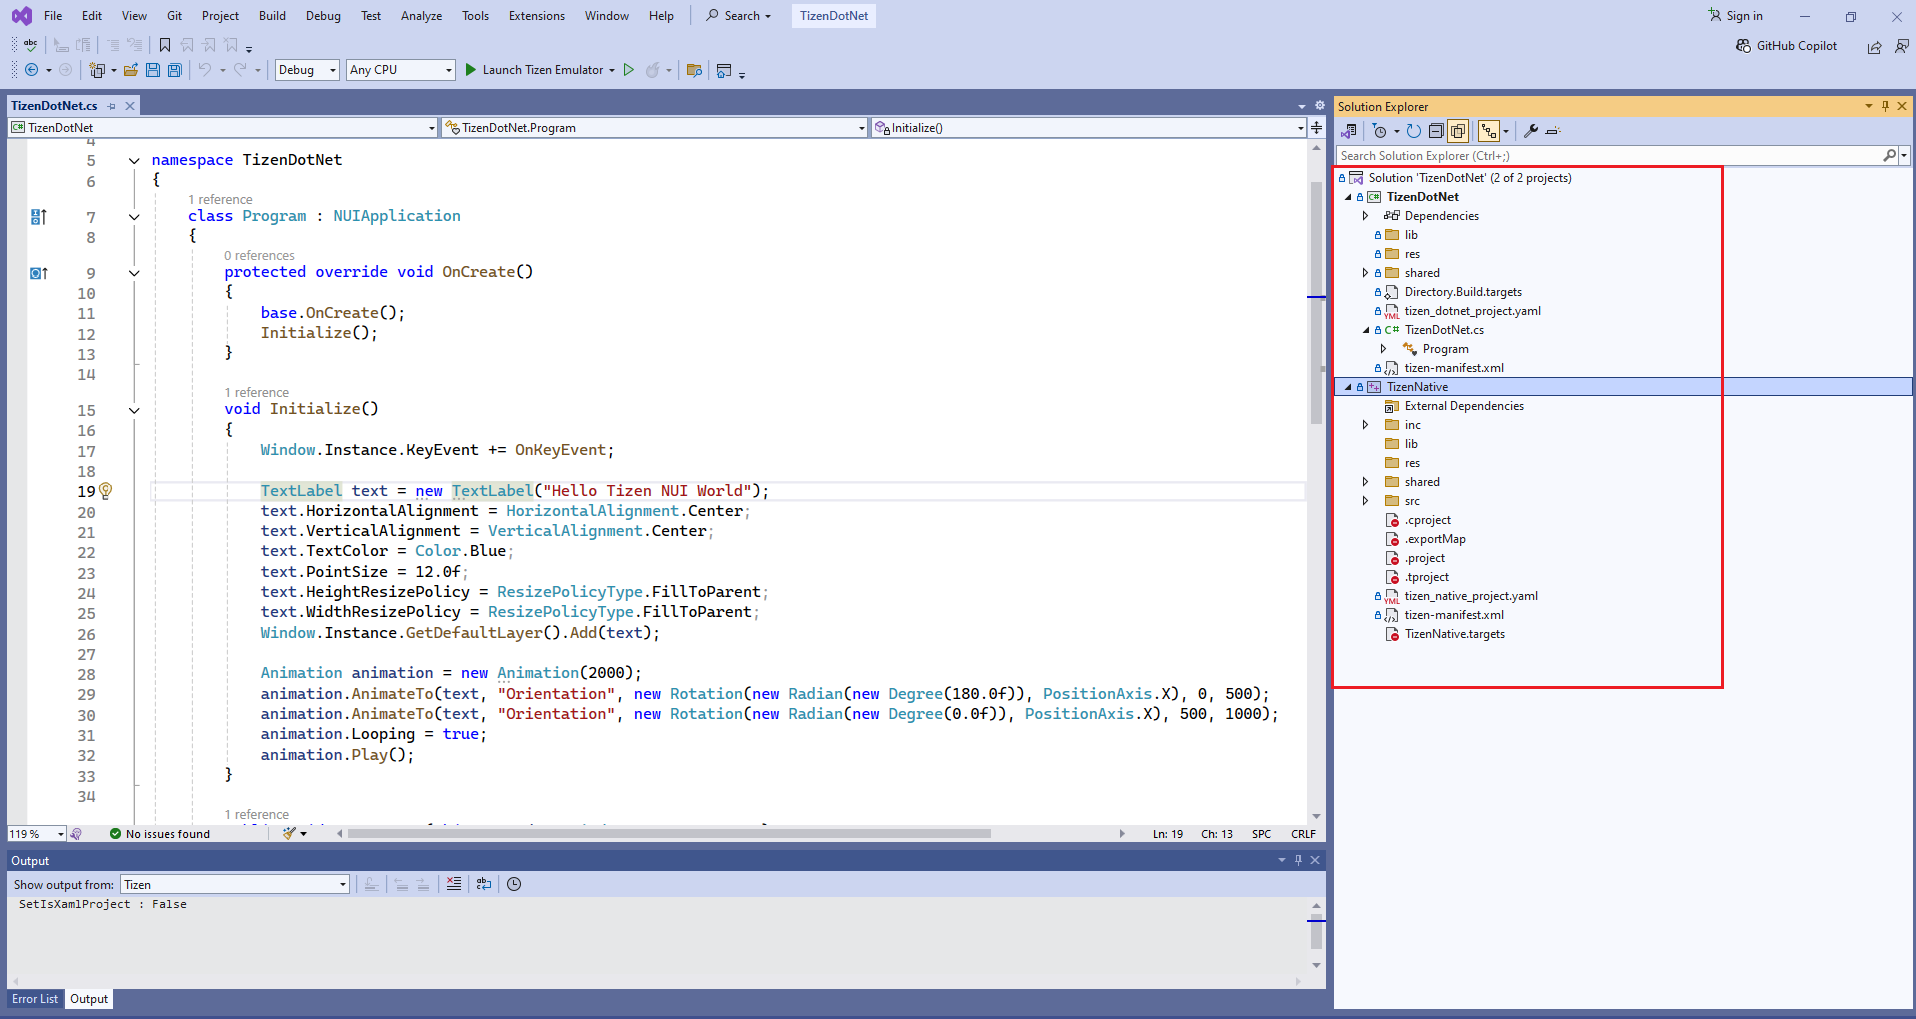 File Edit View Git Project Build Debug Test Analyze Tools Extensions Window Help Search TizenDotNet Sign in
abc GitHub Copilot
Debug Any CPU Launch Tizen Emulator
TizenDotNet.cs
TizenDotNet TizenDotNet.Program Initialize()
4
5 namespace TizenDotNet
6 {
1 reference
7 class Program : NUIApplication
8 {
0 references
9 protected override void OnCreate()
10 {
11 base.OnCreate();
12 Initialize();
13 }
14
1 reference
15 void Initialize()
16 {
17 Window.Instance.KeyEvent += OnKeyEvent;
18
19 TextLabel text = new TextLabel("Hello Tizen NUI World");
20 text.HorizontalAlignment = HorizontalAlignment.Center;
21 text.VerticalAlignment = VerticalAlignment.Center;
22 text.TextColor = Color.Blue;
23 text.PointSize = 12.0f;
24 text.HeightResizePolicy = ResizePolicyType.FillToParent;
25 text.WidthResizePolicy = ResizePolicyType.FillToParent;
26 Window.Instance.GetDefaultLayer().Add(text);
27
28 Animation animation = new Animation(2000);
29 animation.AnimateTo(text, "Orientation", new Rotation(new Radian(new Degree(180.0f)), PositionAxis.X), 0, 500);
30 animation.AnimateTo(text, "Orientation", new Rotation(new Radian(new Degree(0.0f)), PositionAxis.X), 500, 1000);
31 animation.Looping = true;
32 animation.Play();
33 }
34
1 reference
119 % No issues found Ln: 19 Ch: 13 SPC CRLF
Output
Show output from: Tizen
SetIsXamlProject : False
Error List Output
Solution Explorer
Search Solution Explorer (Ctrl+;)
Solution 'TizenDotNet' (2 of 2 projects)
C# TizenDotNet
Dependencies
lib
res
shared
Directory.Build.targets
YML tizen_dotnet_project.yaml
C# TizenDotNet.cs
Program
tizen-manifest.xml
TizenNative
External Dependencies
inc
lib
res
shared
src
.cproject
.exportMap
.project
.tproject
YML tizen_native_project.yaml
tizen-manifest.xml
TizenNative.targets